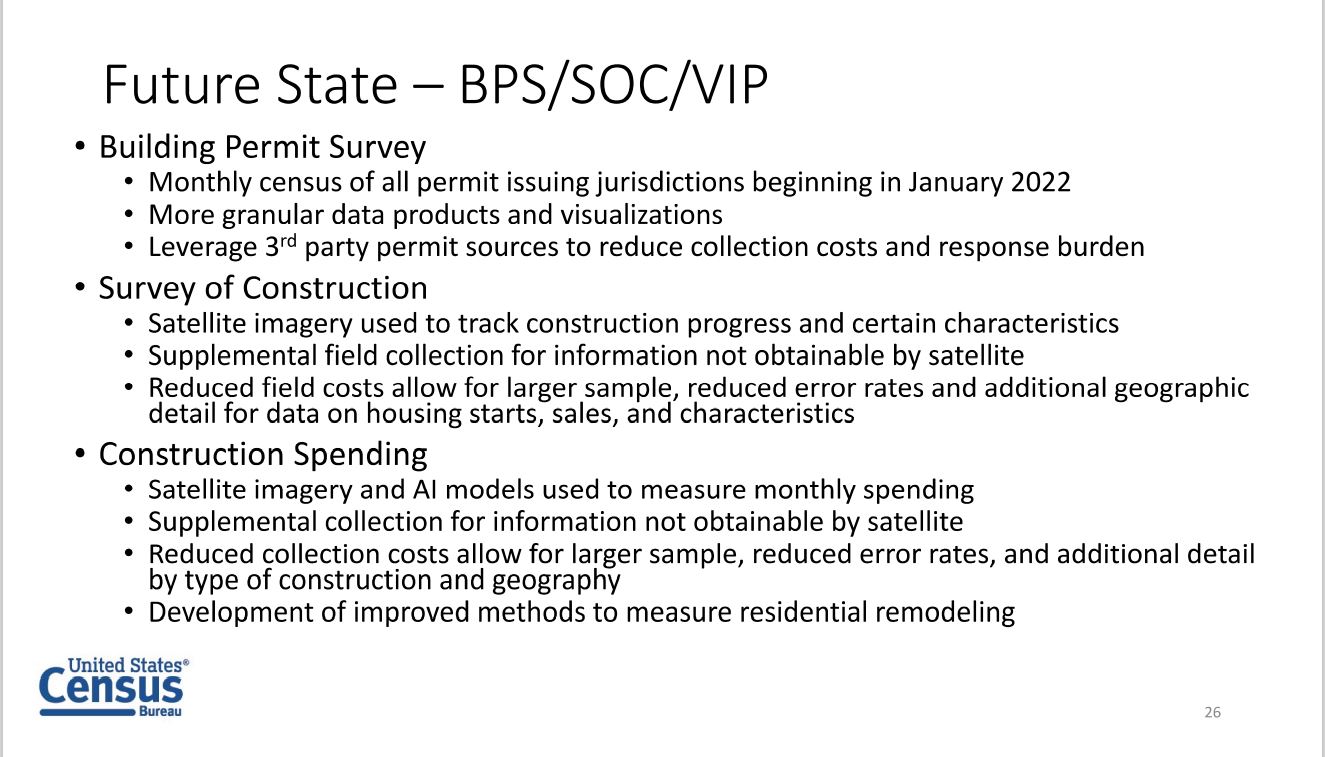 Future State – BPS/SOC/VIP
• Building Permit Survey
• Monthly census of all permit issuing jurisdictions beginning in January 2022
• More granular data products and visualizations
• Leverage 3rd party permit sources to reduce collection costs and response burden
• Survey of Construction
• Satellite imagery used to track construction progress and certain characteristics
• Supplemental field collection for information not obtainable by satellite
• Reduced field costs allow for larger sample, reduced error rates and additional geographic
detail for data on housing starts, sales, and characteristics
• Construction Spending
• Satellite imagery and AI models used to measure monthly spending
• Supplemental collection for information not obtainable by satellite
• Reduced collection costs allow for larger sample, reduced error rates, and additional detail
by type of construction and geography
• Development of improved methods to measure residential remodeling
United States®
Census
Bureau
26